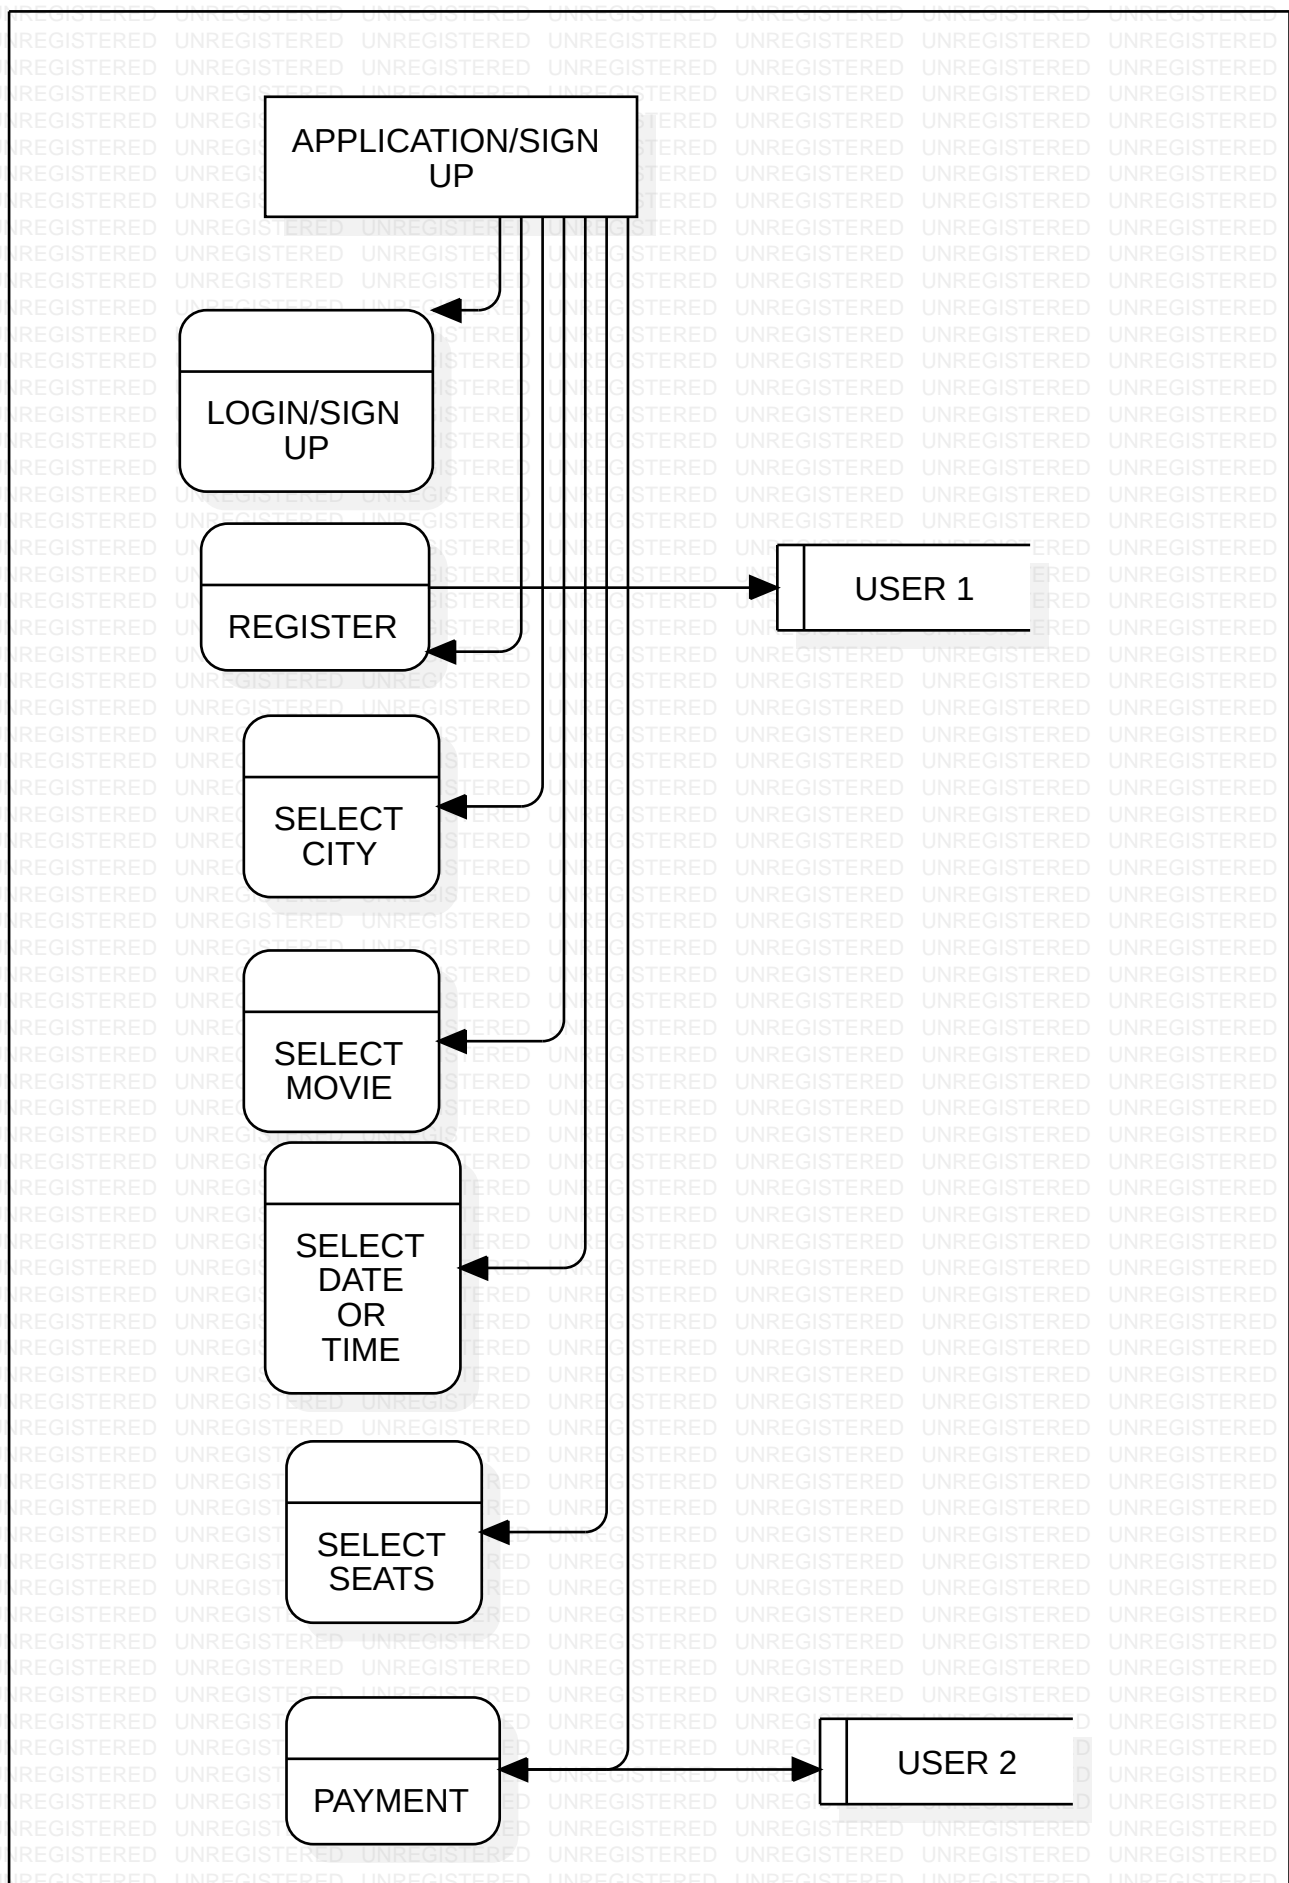 APPLICATION/SIGN
UP
LOGIN/SIGN
UP
REGISTER
USER 1
SELECT
CITY
SELECT
MOVIE
SELECT
DATE
OR
TIME
SELECT
SEATS
PAYMENT
USER 2
UNREGISTERED